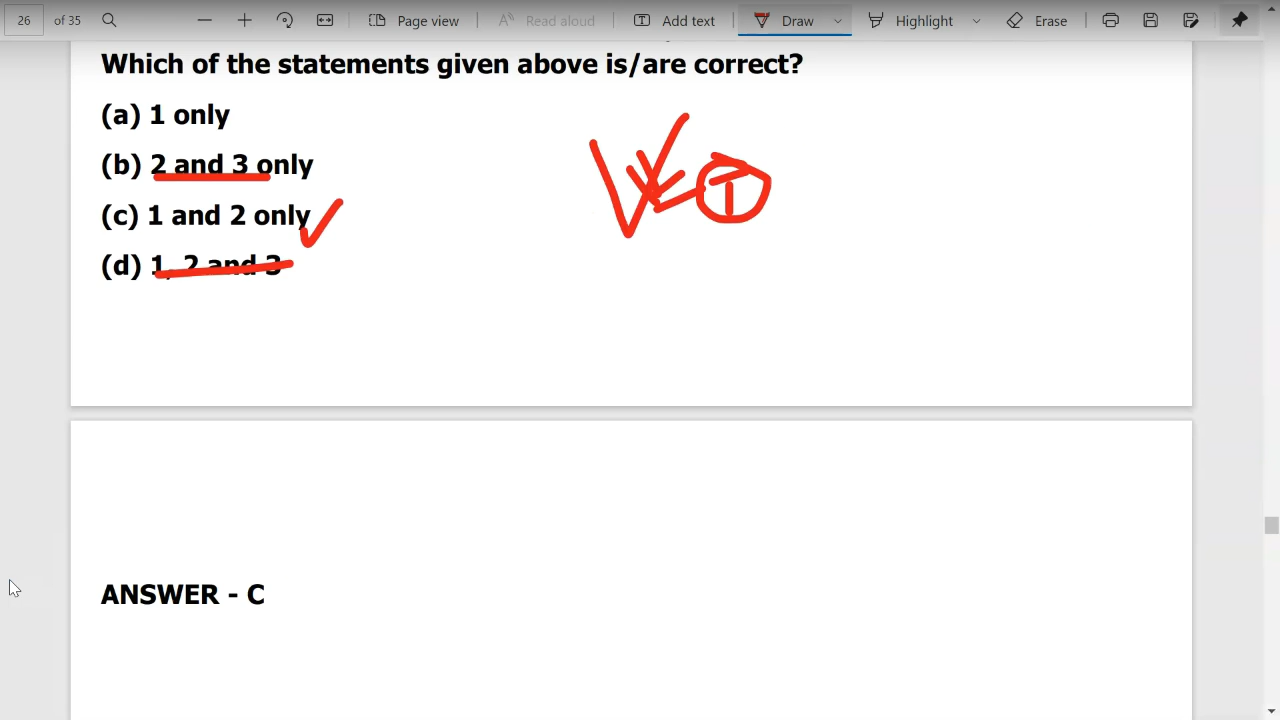 26 of 35 Page view Read aloud Add text Draw Highlight Erase
Which of the statements given above is/are correct?
(a) 1 only
(b) 2 and 3 only
(c) 1 and 2 only
(d) 1, 2 and 3
ANSWER - C